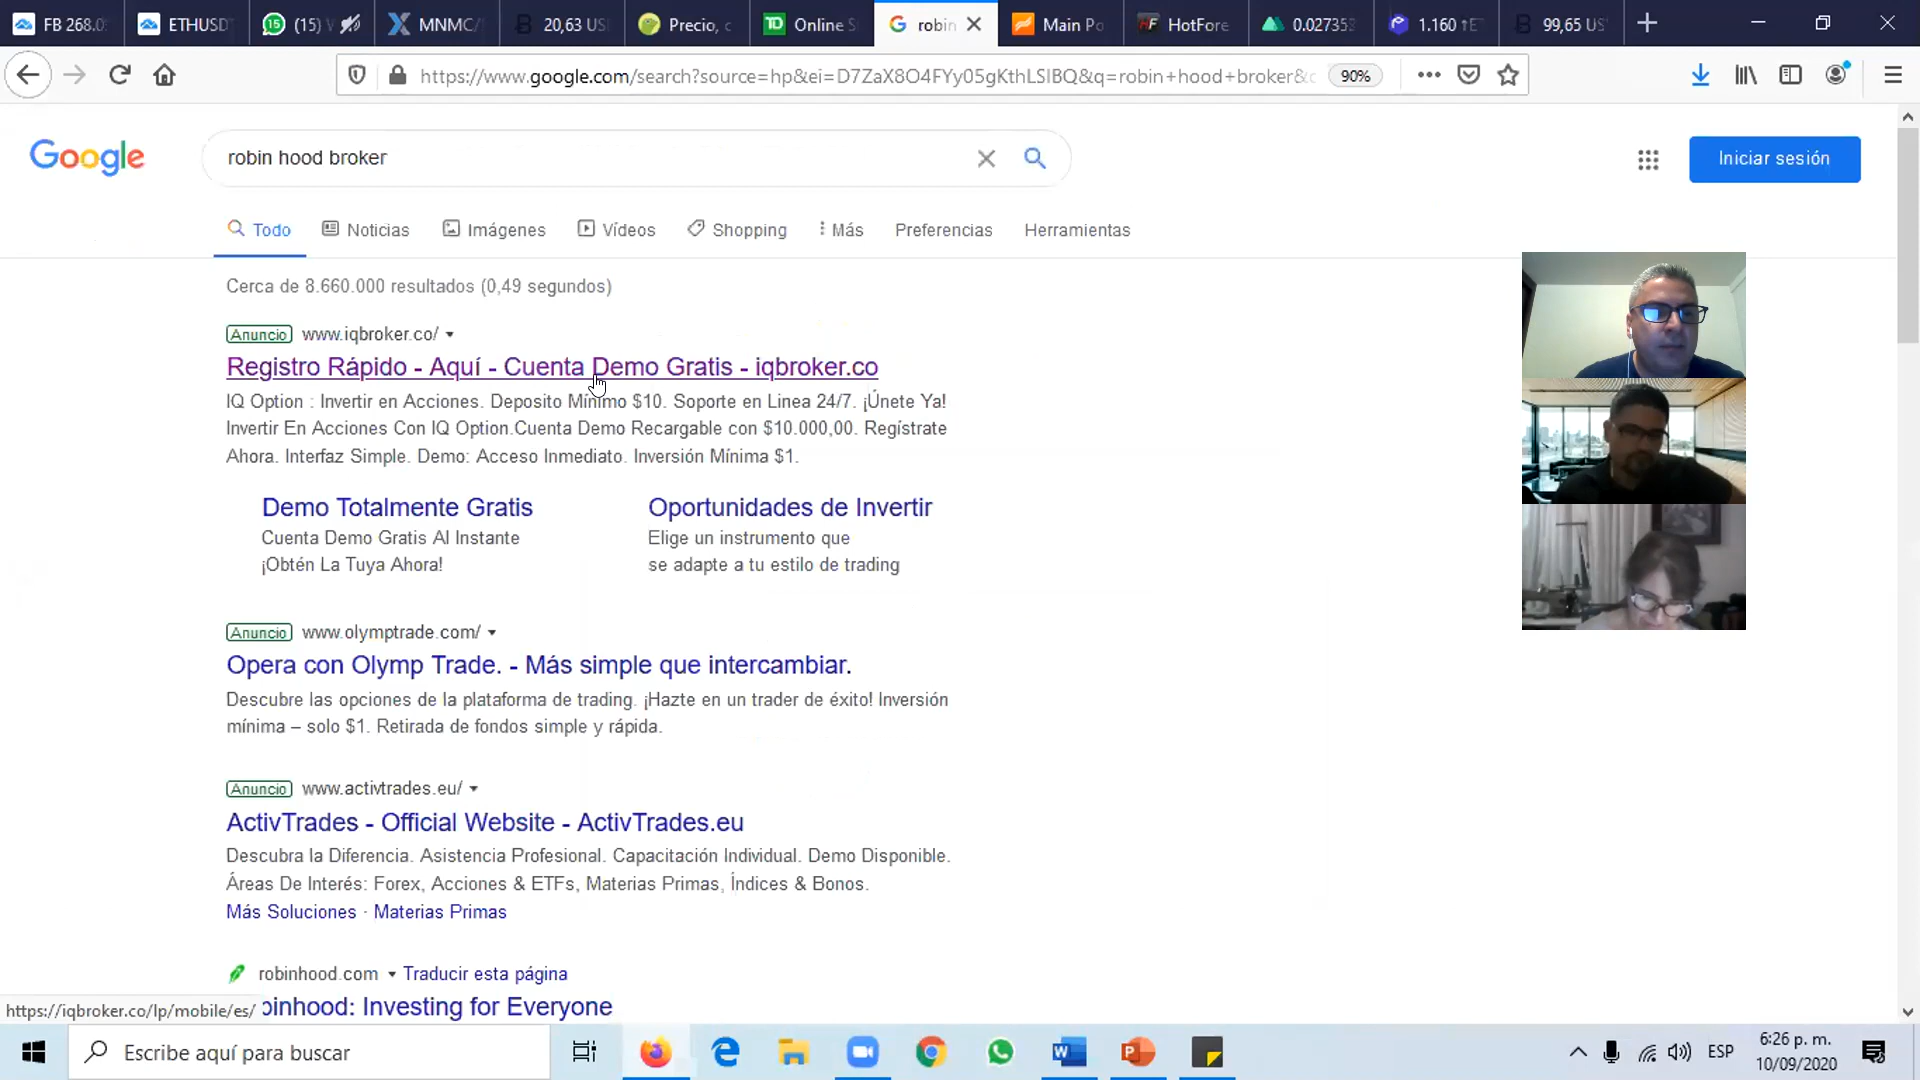 FB 268.0
ETHUSD
(15)
MNMC/
20,63 US
Precio, c
Online S
robin
Main Po
HotFore
0.027353
1.160
99,65 US
https://www.google.com/search?source=hp&ei=D7ZaX8O4FYy05gKthLSIBQ&q=robin+hood+broker&
90%
Google
robin hood broker
Iniciar sesión
Todo
Noticias
Imágenes
Vídeos
Shopping
Más
Preferencias
Herramientas
Cerca de 8.660.000 resultados (0,49 segundos)
Anuncio www.iqbroker.co/
Registro Rápido - Aquí - Cuenta Demo Gratis - iqbroker.co
IQ Option : Invertir en Acciones. Deposito Mínimo $10. Soporte en Linea 24/7. ¡Únete Ya!
Invertir En Acciones Con IQ Option.Cuenta Demo Recargable con $10.000,00. Regístrate
Ahora. Interfaz Simple. Demo: Acceso Inmediato. Inversión Mínima $1.
Demo Totalmente Gratis
Cuenta Demo Gratis Al Instante
¡Obtén La Tuya Ahora!
Oportunidades de Invertir
Elige un instrumento que
se adapte a tu estilo de trading
Anuncio www.olymptrade.com/
Opera con Olymp Trade. - Más simple que intercambiar.
Descubre las opciones de la plataforma de trading. ¡Hazte en un trader de éxito! Inversión
mínima – solo $1. Retirada de fondos simple y rápida.
Anuncio www.activtrades.eu/
ActivTrades - Official Website - ActivTrades.eu
Descubra la Diferencia. Asistencia Profesional. Capacitación Individual. Demo Disponible.
Áreas De Interés: Forex, Acciones & ETFs, Materias Primas, Índices & Bonos.
Más Soluciones · Materias Primas
robinhood.com Traducir esta página
binhood: Investing for Everyone
https://iqbroker.co/lp/mobile/es/
Escribe aquí para buscar
ESP
6:26 p. m.
10/09/2020